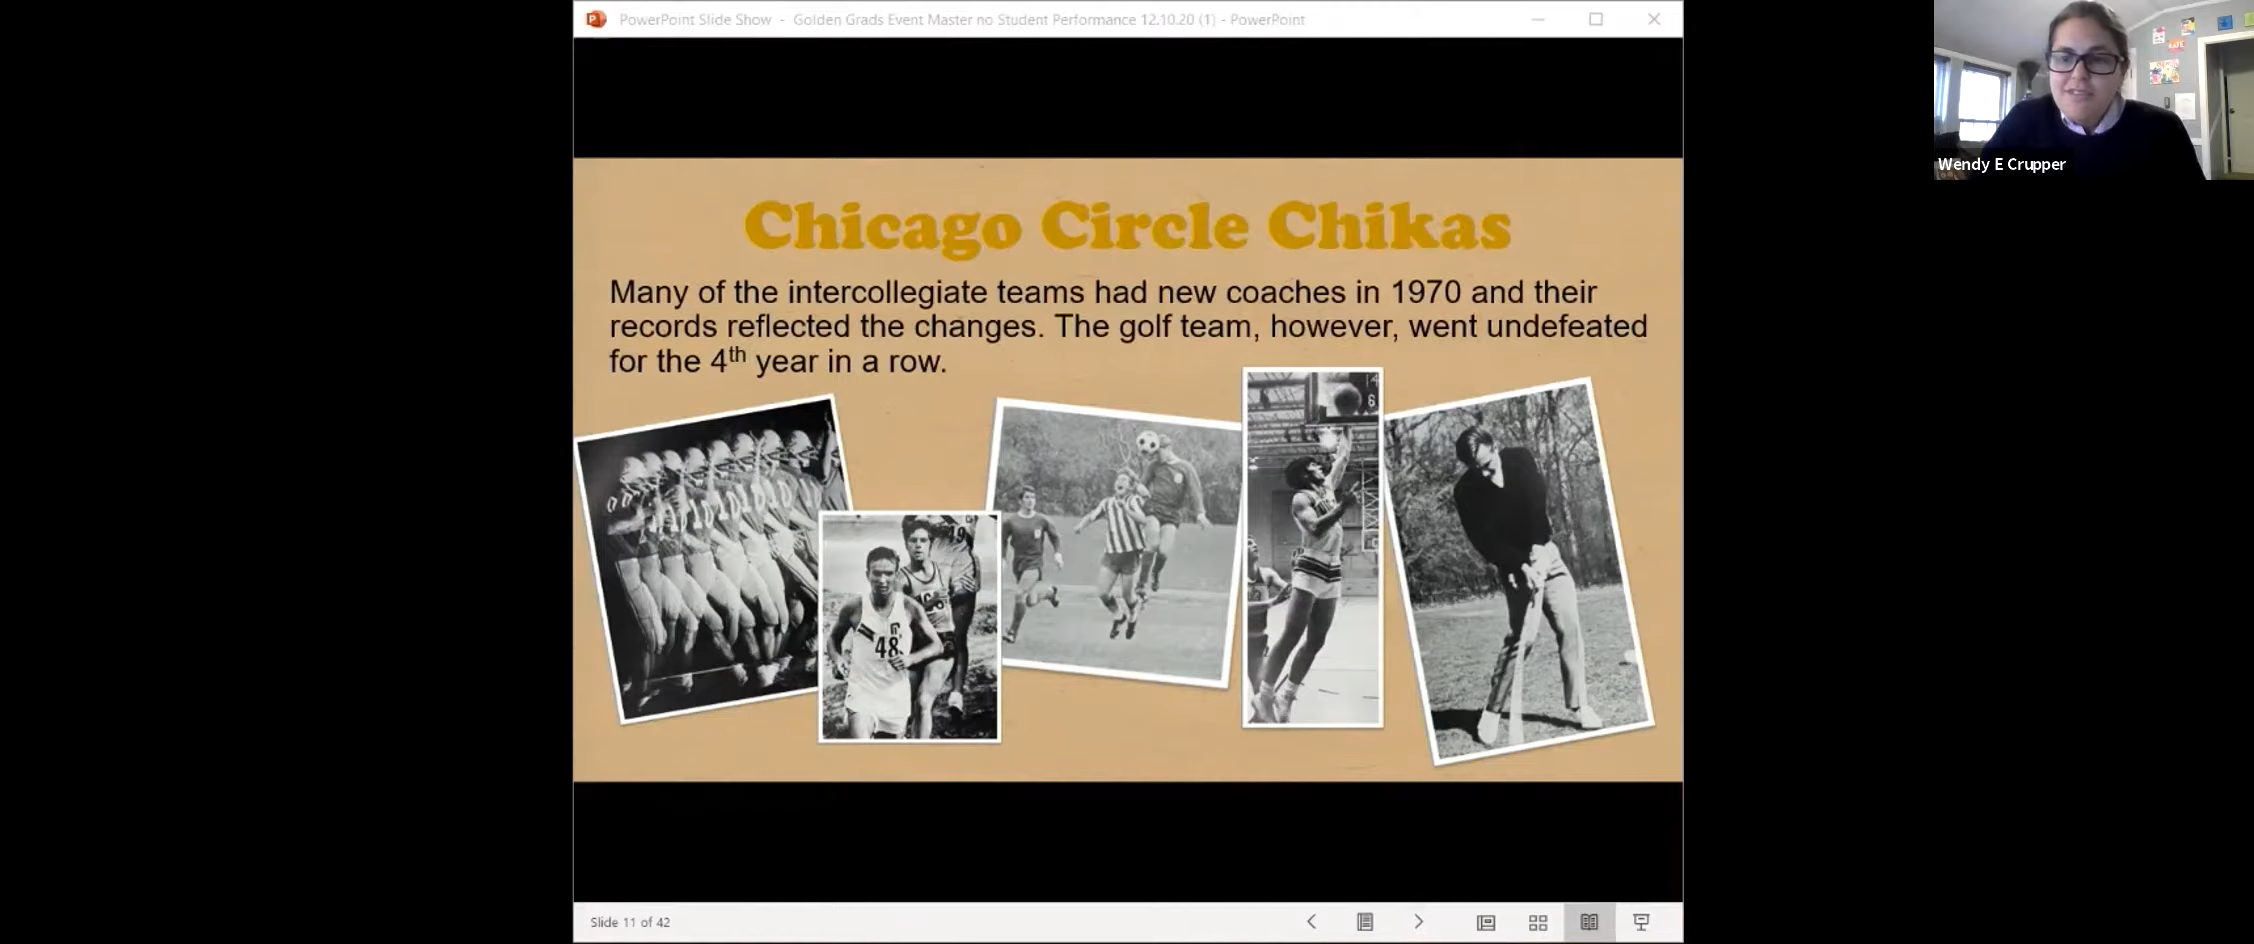 PowerPoint Slide Show - Golden Grads Event Master no Student Performance 12.10.20 (1) - PowerPoint
Wendy E Crupper
Chicago Circle Chikas
Many of the intercollegiate teams had new coaches in 1970 and their
records reflected the changes. The golf team, however, went undefeated
for the 4th year in a row.
48
Slide 11 of 42